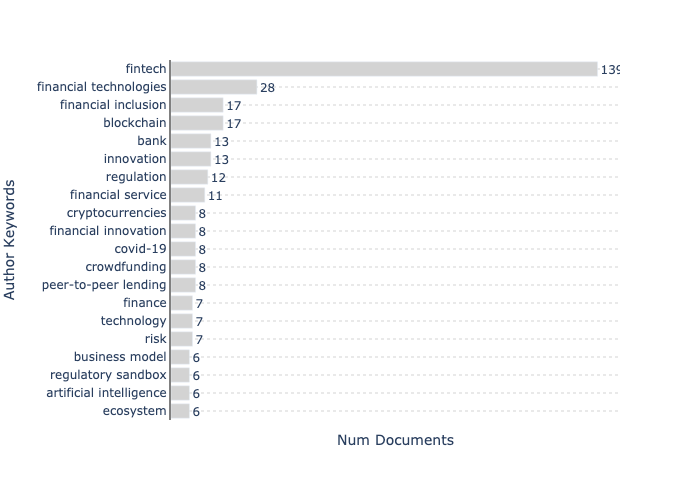 Author Keywords
fintech 139
financial technologies 28
financial inclusion 17
blockchain 17
bank 13
innovation 13
regulation 12
financial service 11
cryptocurrencies 8
financial innovation 8
covid-19 8
crowdfunding 8
peer-to-peer lending 8
finance 7
technology 7
risk 7
business model 6
regulatory sandbox 6
artificial intelligence 6
ecosystem 6
Num Documents